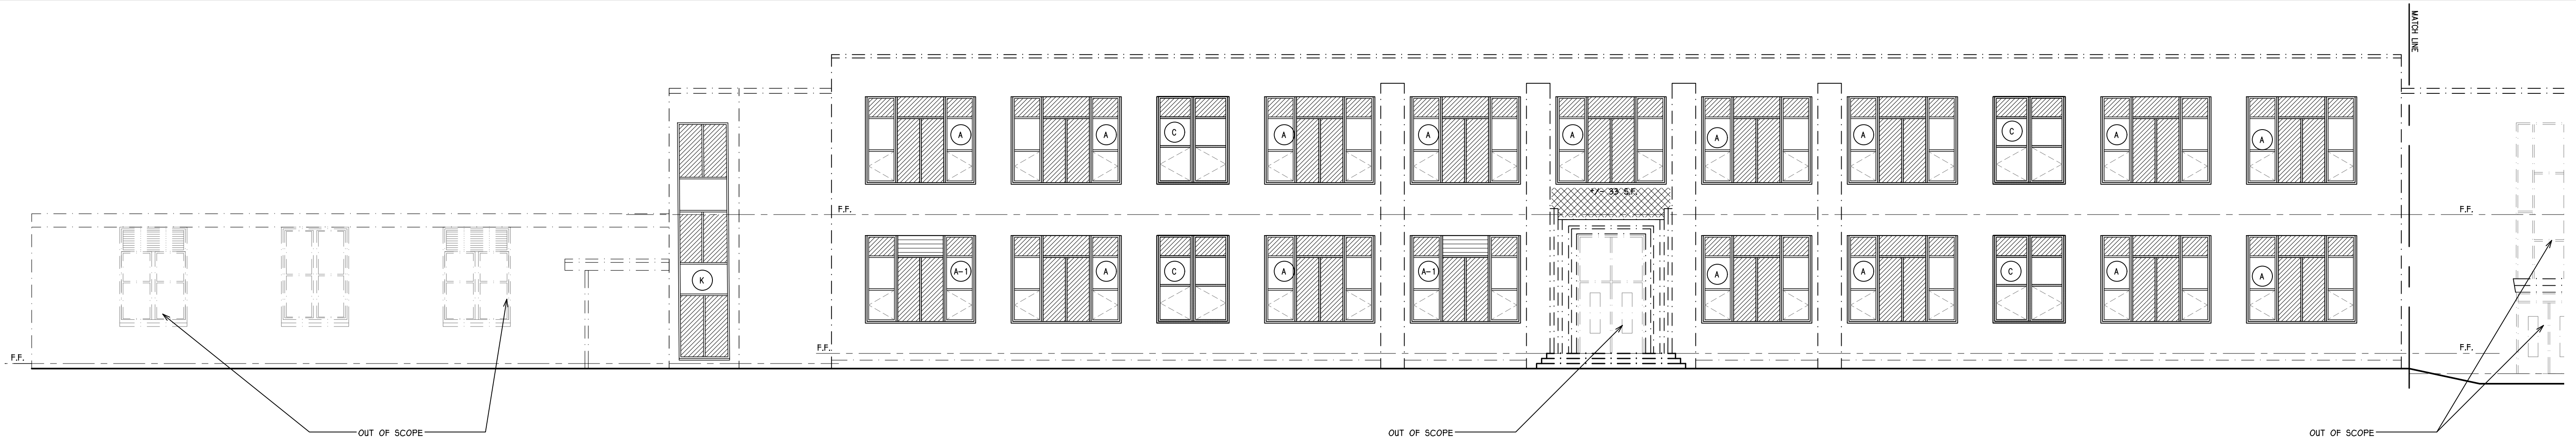 MATCH LINE
A
A
C
A
A
A
A
A
C
A
A
+/- 33 S.F.
F.F.
F.F.
A-1
A
C
A
A-1
A
A
C
A
A
K
F.F.
F.F.
F.F.
OUT OF SCOPE
OUT OF SCOPE
OUT OF SCOPE